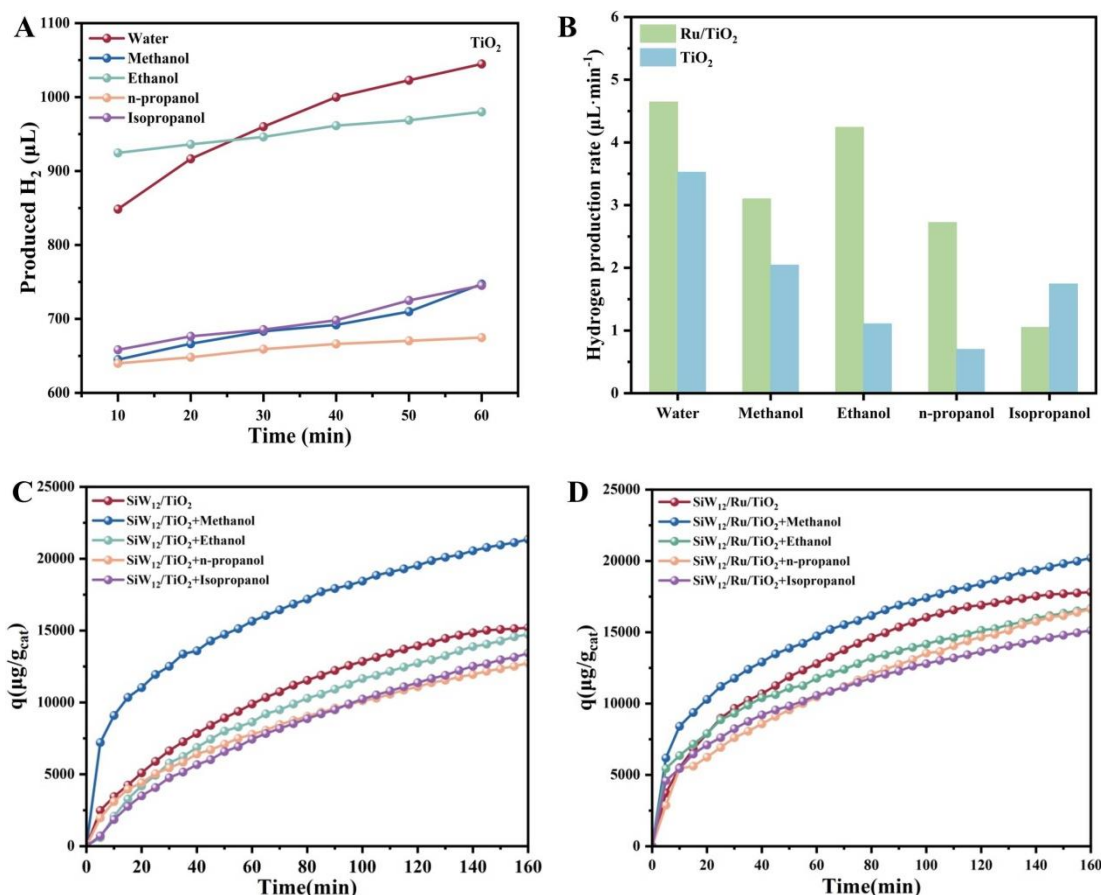 A
1100
1000
900
800
700
600
Produced H₂ (µL)
Water
Methanol
Ethanol
n-propanol
Isopropanol
TiO₂
10 20 30 40 50 60
Time (min)
B
6
5
4
3
2
1
0
Hydrogen production rate (µL·min⁻¹)
Ru/TiO₂
TiO₂
Water Methanol Ethanol n-propanol Isopropanol
C
25000
20000
15000
10000
5000
0
q(µg/g_cat)
SiW₁₂/TiO₂
SiW₁₂/TiO₂+Methanol
SiW₁₂/TiO₂+Ethanol
SiW₁₂/TiO₂+n-propanol
SiW₁₂/TiO₂+Isopropanol
0 20 40 60 80 100 120 140 160
Time(min)
D
25000
20000
15000
10000
5000
0
q(µg/g_cat)
SiW₁₂/Ru/TiO₂
SiW₁₂/Ru/TiO₂+Methanol
SiW₁₂/Ru/TiO₂+Ethanol
SiW₁₂/Ru/TiO₂+n-propanol
SiW₁₂/Ru/TiO₂+Isopropanol
0 20 40 60 80 100 120 140 160
Time(min)